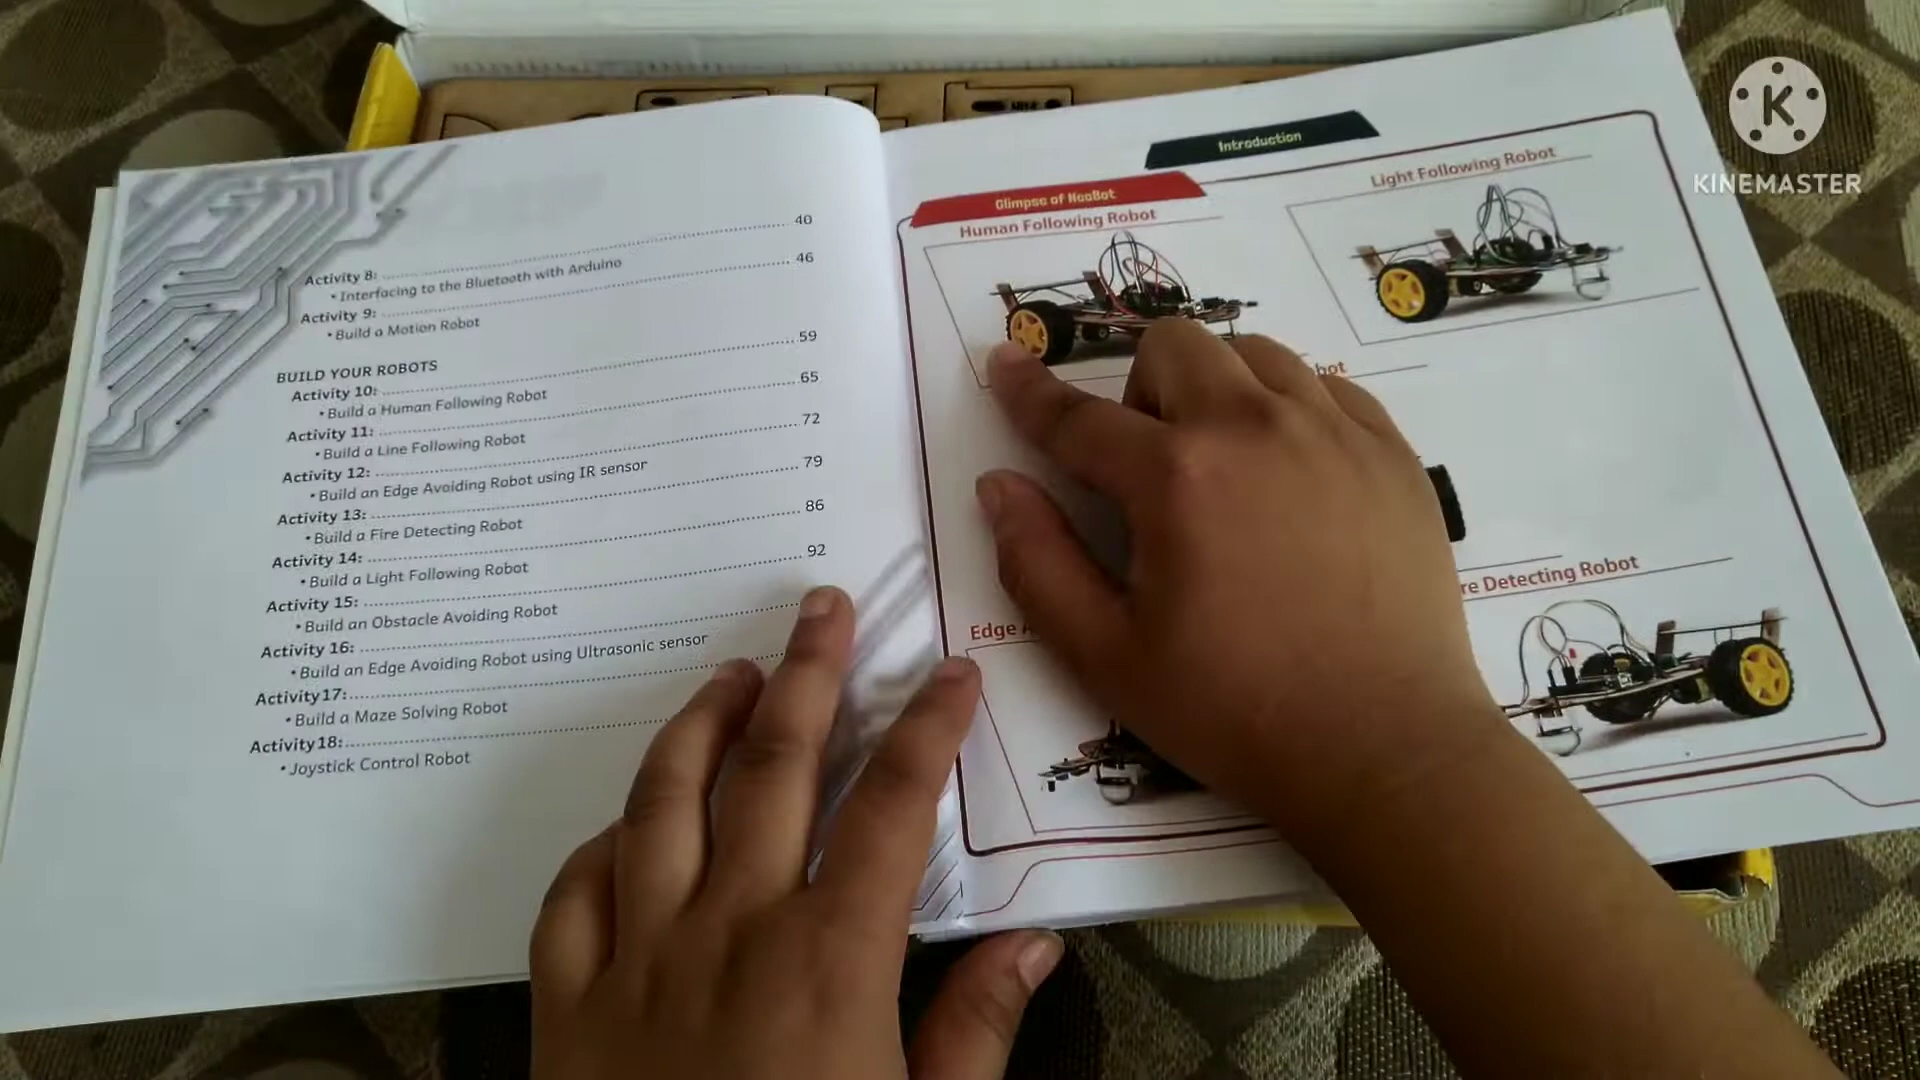 Activity 8: 40
• Interfacing to the Bluetooth with Arduino
Activity 9: 46
• Build a Motion Robot
BUILD YOUR ROBOTS
Activity 10: 59
• Build a Human Following Robot
Activity 11: 65
• Build a Line Following Robot
Activity 12: 72
• Build an Edge Avoiding Robot using IR sensor
Activity 13: 79
• Build a Fire Detecting Robot
Activity 14: 86
• Build a Light Following Robot
Activity 15: 92
• Build an Obstacle Avoiding Robot
Activity 16:
• Build an Edge Avoiding Robot using Ultrasonic sensor
Activity17:
• Build a Maze Solving Robot
Activity18:
• Joystick Control Robot
Introduction
Glimpse of NeoBot
Human Following Robot
Light Following Robot
Edge
Detecting Robot
K
KINEMASTER